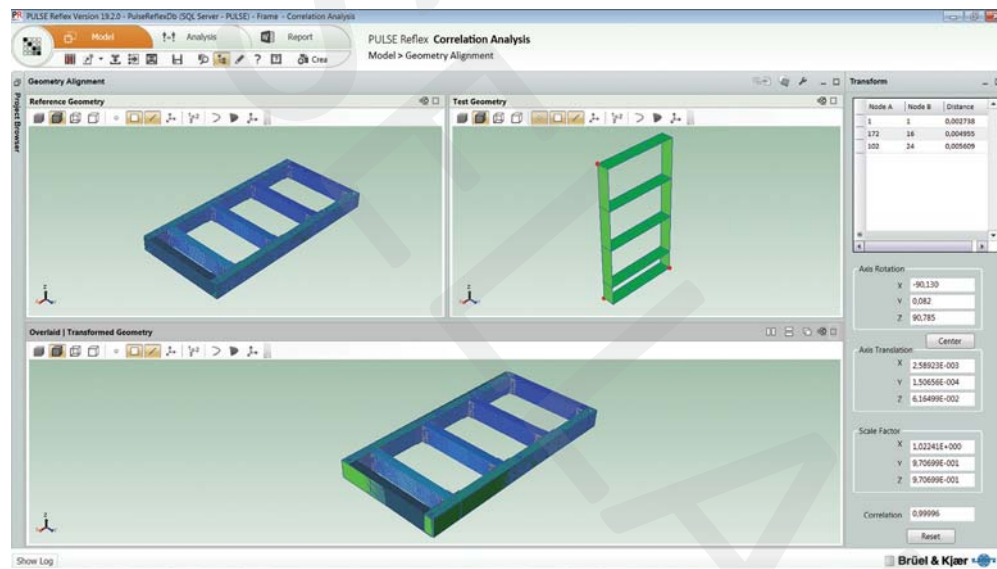 PULSE Reflex Version 19.2.0 - PulseReflexDb (SQL Server - PULSE) - Frame - Correlation Analysis
Model
Analysis
Report
PULSE Reflex Correlation Analysis
Model > Geometry Alignment
Crea
Project Browser
Geometry Alignment
Reference Geometry
Test Geometry
Overlaid | Transformed Geometry
Transform
Node A Node B Distance
1 1 0,002738
172 16 0,004955
102 24 0,005609
Axis Rotation
X -90,130
Y 0,082
Z 90,785
Center
Axis Translation
X 2,58923E-003
Y 1,50656E-004
Z 6,16499E-002
Scale Factor
X 1,02241E+000
Y 9,70699E-001
Z 9,70699E-001
Correlation 0,99996
Reset
Show Log
Brüel & Kjær